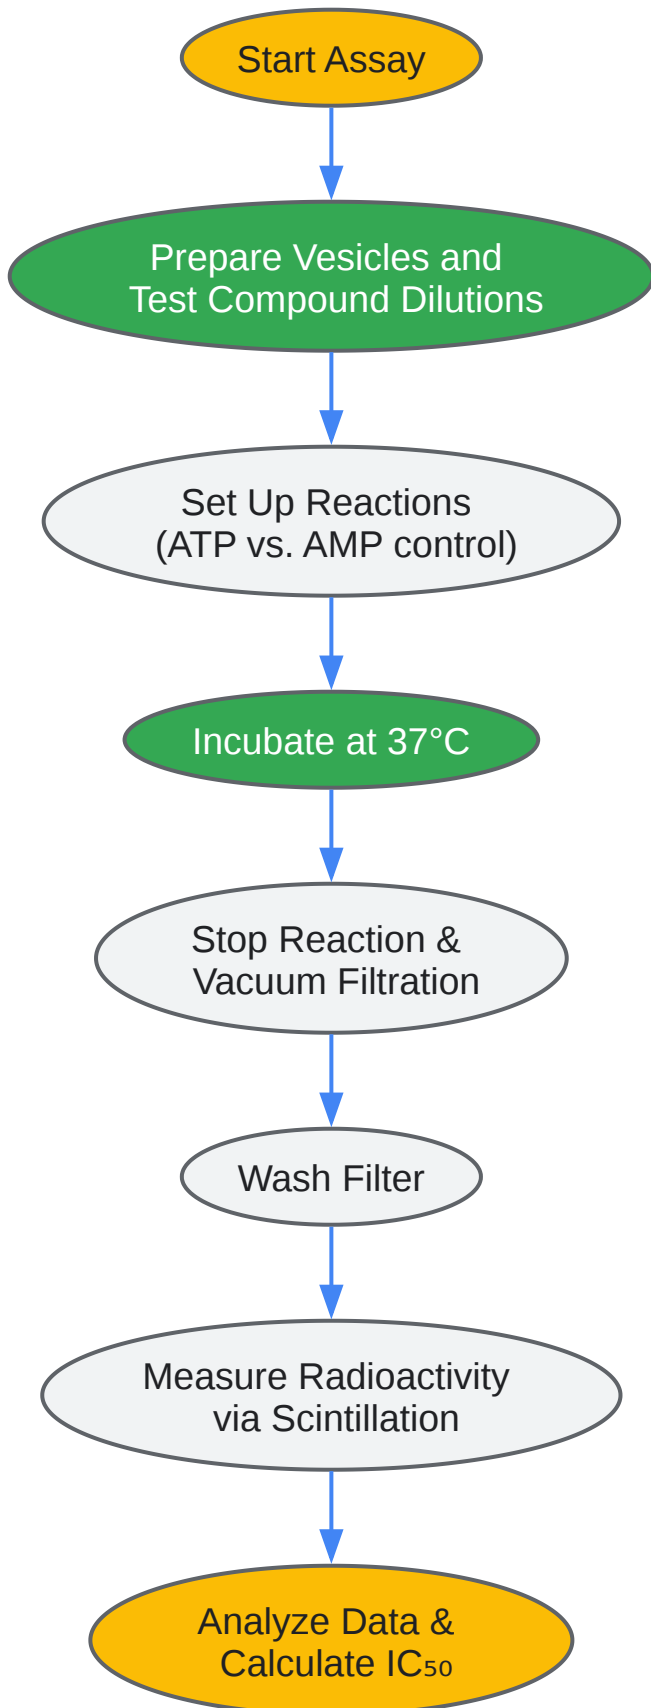 Start Assay
Prepare Vesicles and
Test Compound Dilutions
Set Up Reactions
(ATP vs. AMP control)
Incubate at 37°C
Stop Reaction &
Vacuum Filtration
Wash Filter
Measure Radioactivity
via Scintillation
Analyze Data &
Calculate IC₅₀